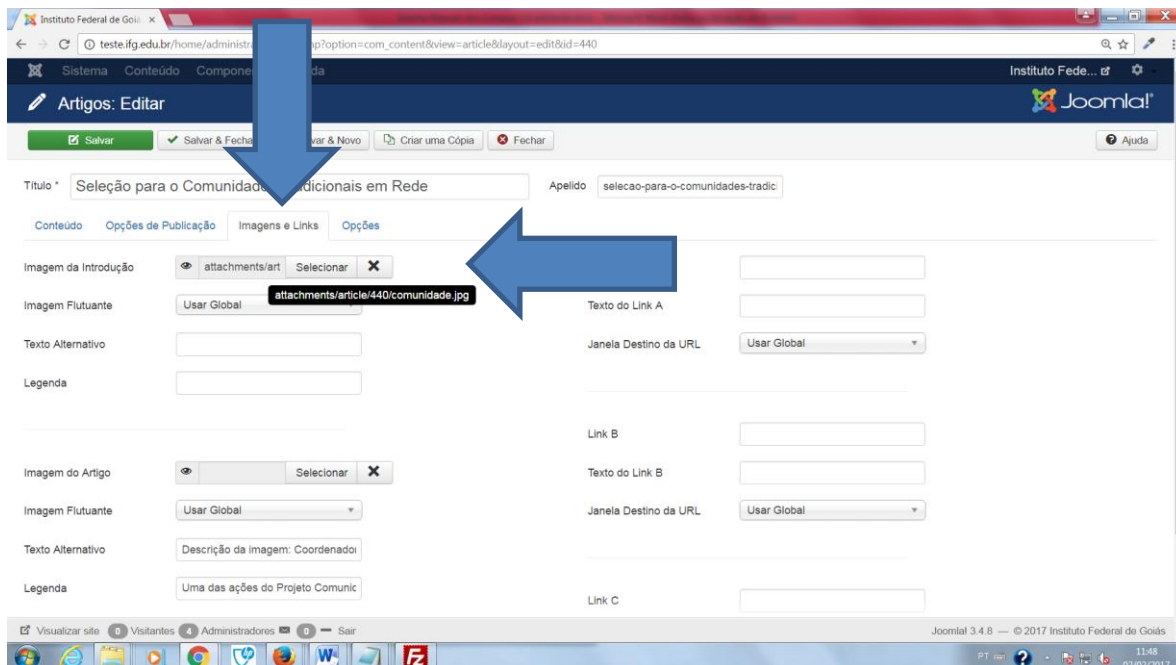 Instituto Federal de Goiá
teste.ifg.edu.br/home/administra mp?option=com_content&view=article&layout=edit&id=440
Sistema Conteúdo Compone da Instituto Fede...
Artigos: Editar Joomla!
Salvar Salvar & Fecha var & Novo Criar uma Cópia Fechar Ajuda
Título * Seleção para o Comunidade dicionais em Rede Apelido selecao-para-o-comunidades-tradic
Conteúdo Opções de Publicação Imagens e Links Opções
Imagem da Introdução attachments/art Selecionar
attachments/article/440/comunidade.jpg
Imagem Flutuante Usar Global Texto do Link A
Texto Alternativo Janela Destino da URL Usar Global
Legenda
Link B
Imagem do Artigo Selecionar Texto do Link B
Imagem Flutuante Usar Global Janela Destino da URL Usar Global
Texto Alternativo Descrição da imagem: Coordenador
Legenda Uma das ações do Projeto Comunic
Link C
Visualizar site 0 Visitantes 4 Administradores 0 Sair Joomla! 3.4.8 — © 2017 Instituto Federal de Goiás
PT 11:48
02/02/2017